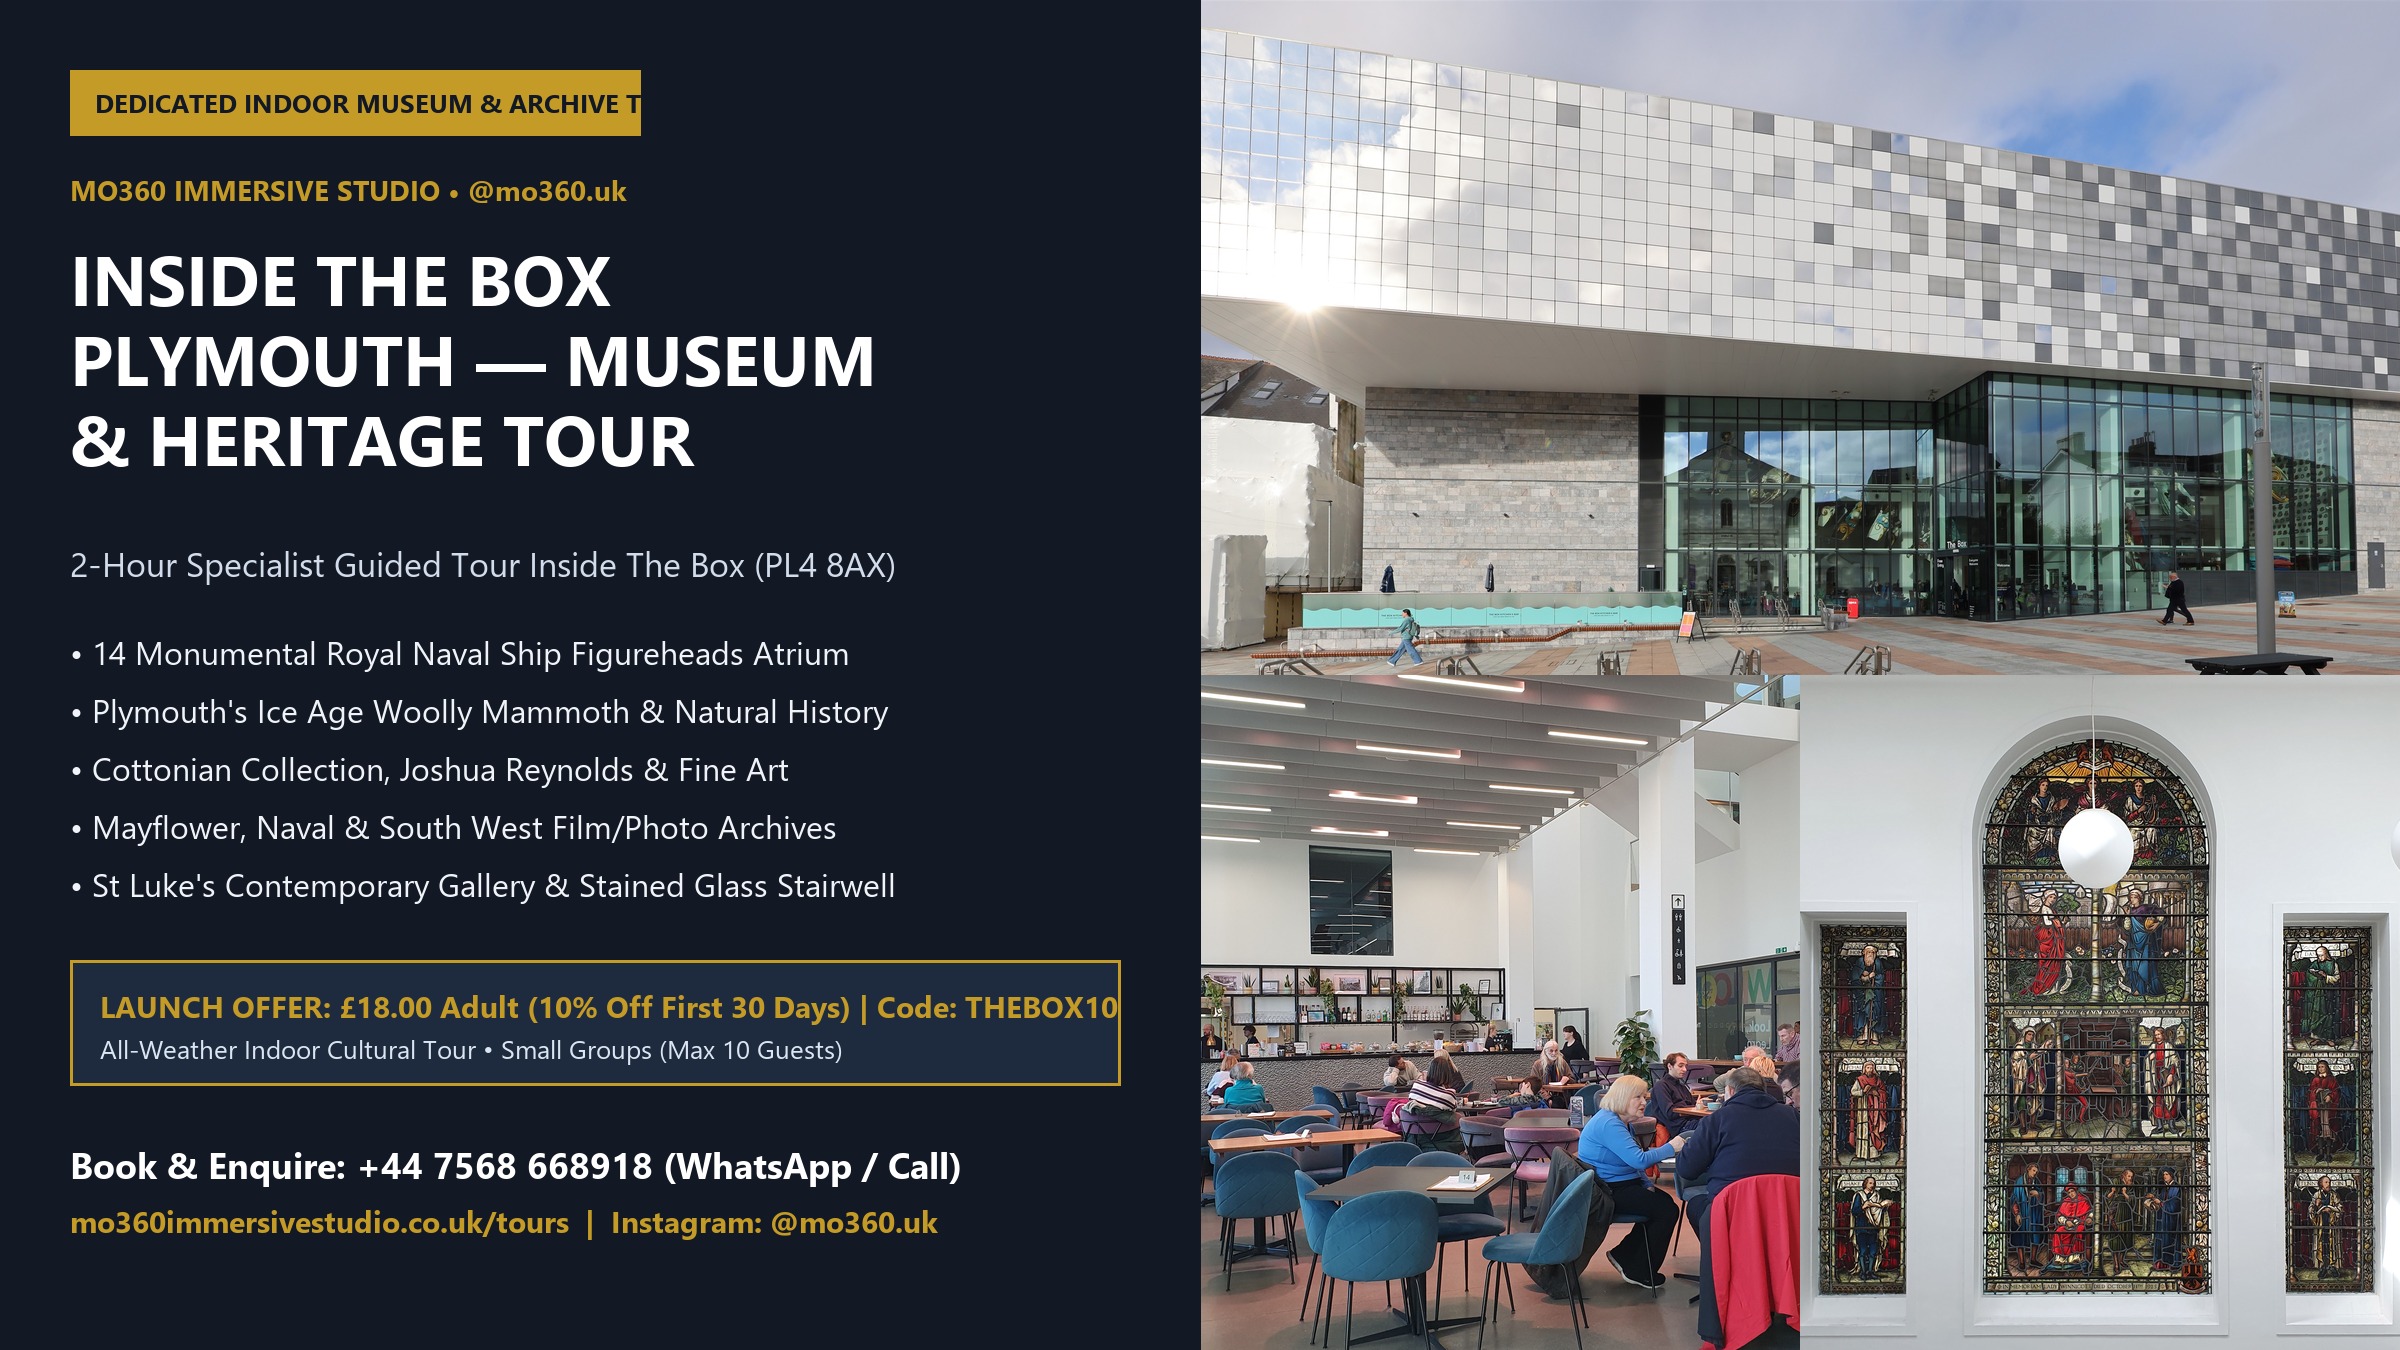 DEDICATED INDOOR MUSEUM & ARCHIVE T
MO360 IMMERSIVE STUDIO • @mo360.uk
INSIDE THE BOX
PLYMOUTH — MUSEUM
& HERITAGE TOUR
2-Hour Specialist Guided Tour Inside The Box (PL4 8AX)
• 14 Monumental Royal Naval Ship Figureheads Atrium
• Plymouth's Ice Age Woolly Mammoth & Natural History
• Cottonian Collection, Joshua Reynolds & Fine Art
• Mayflower, Naval & South West Film/Photo Archives
• St Luke's Contemporary Gallery & Stained Glass Stairwell
LAUNCH OFFER: £18.00 Adult (10% Off First 30 Days) | Code: THEBOX10
All-Weather Indoor Cultural Tour • Small Groups (Max 10 Guests)
Book & Enquire: +44 7568 668918 (WhatsApp / Call)
mo360immersivestudio.co.uk/tours | Instagram: @mo360.uk
The Box
14